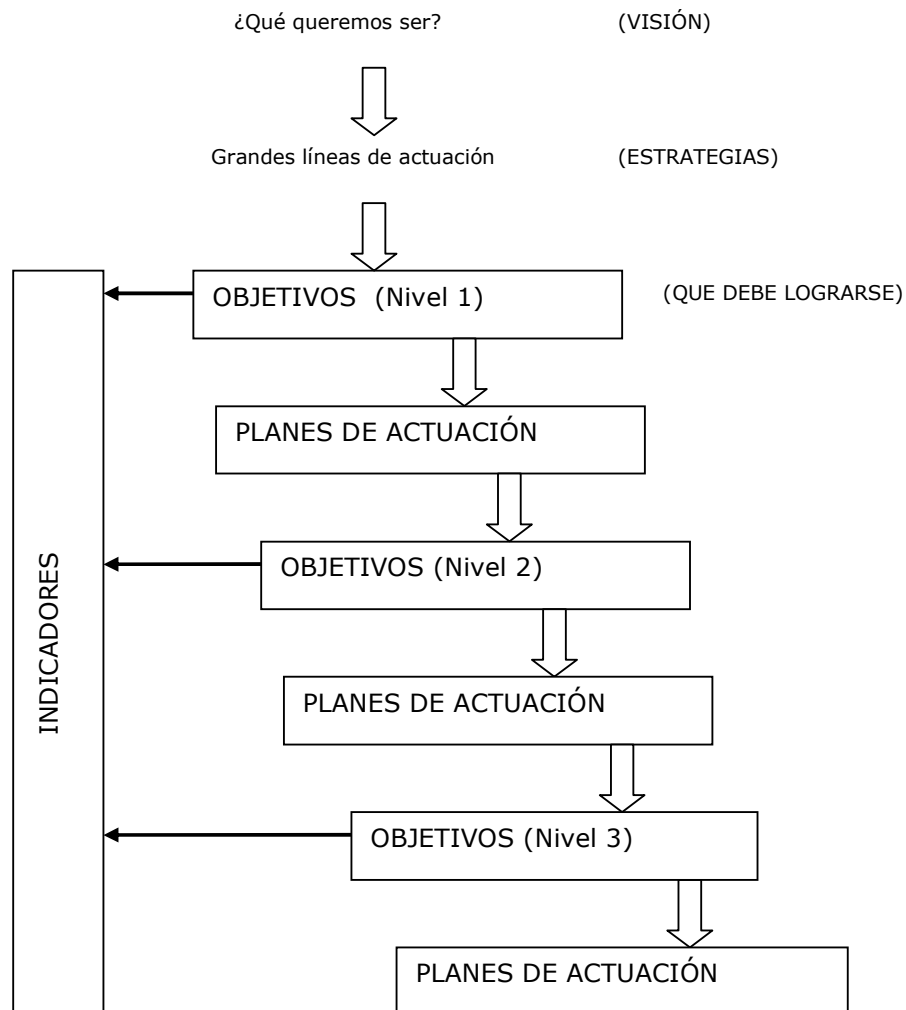 ¿Qué queremos ser? (VISIÓN)
Grandes líneas de actuación (ESTRATEGIAS)
OBJETIVOS (Nivel 1) (QUE DEBE LOGRARSE)
PLANES DE ACTUACIÓN
OBJETIVOS (Nivel 2)
INDICADORES
PLANES DE ACTUACIÓN
OBJETIVOS (Nivel 3)
PLANES DE ACTUACIÓN